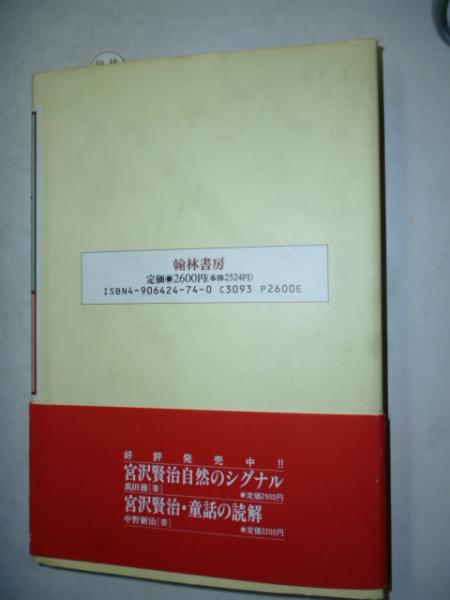 翰林
翰林書房
定価◉2600円(本体2524円)
ISBN4-906424-74-0 C3093 P2600E
好評発売中!!
宮沢賢治自然のシグナル
萬田務[著] ◉定価2900円
宮沢賢治・童話の読解
中野新治[著] ◉定価3200円